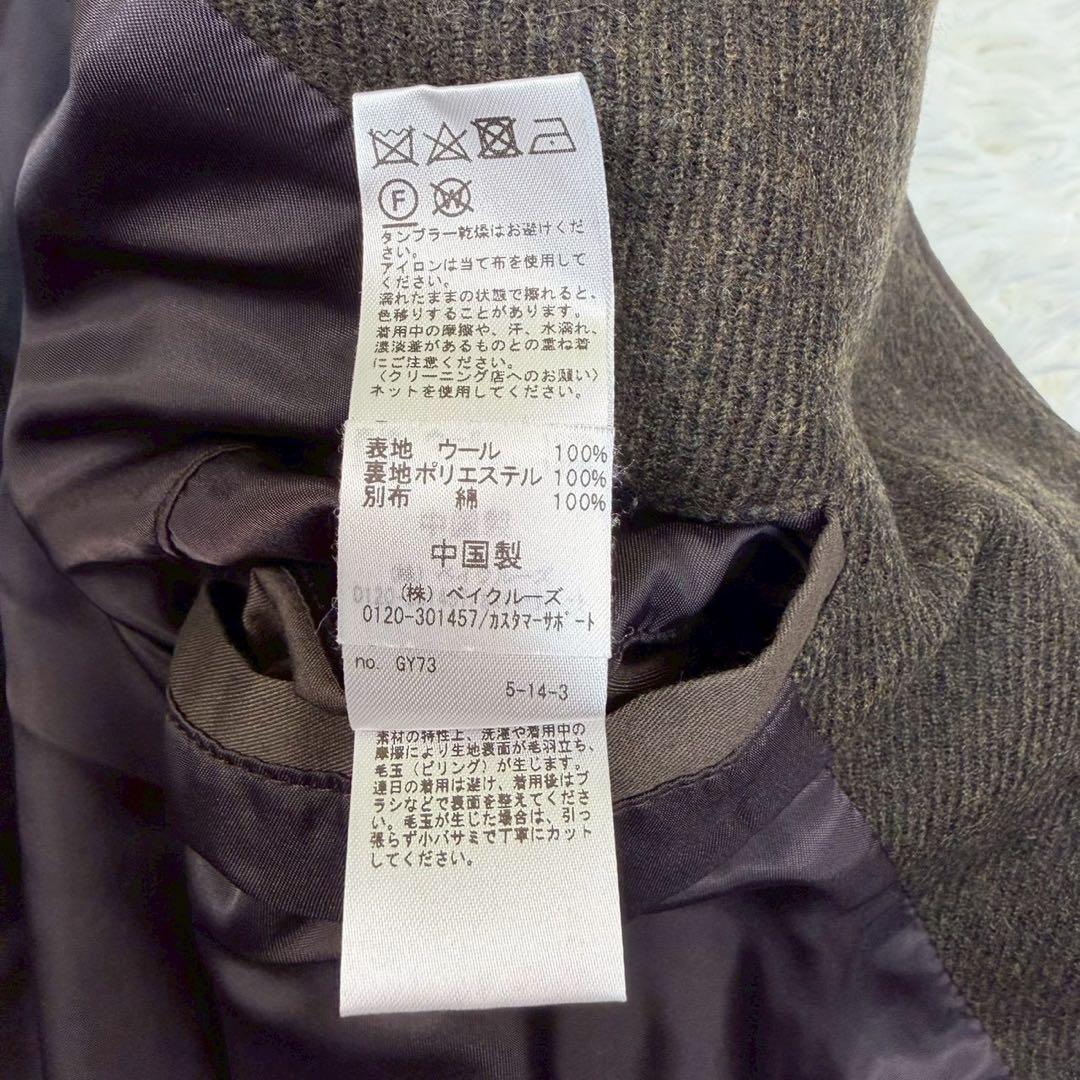 F W
タンブラー乾燥はお避けくだ
さい。
アイロンは当て布を使用して
ください。
濡れたままの状態で擦れると、
色移りすることがあります。
着用中の摩擦や、汗、水濡れ、
濃淡差があるものとの重ね着
にご注意ください。
〈クリーニング店へのお願い〉
ネットを使用してください。
表地 ウール 100%
裏地 ポリエステル 100%
別布 綿 100%
中国製
(株) ベイクルーズ
0120-301457/カスタマーサポート
no. GY73
5-14-3
素材の特性上、洗濯や着用中の
摩擦により生地表面が毛羽立ち、
毛玉(ピリング)が生じます。
連日の着用は避け、着用後はブ
ラシなどで表面を整えてくださ
い。毛玉が生じた場合は、引っ
張らず小バサミで丁寧にカット
してください。